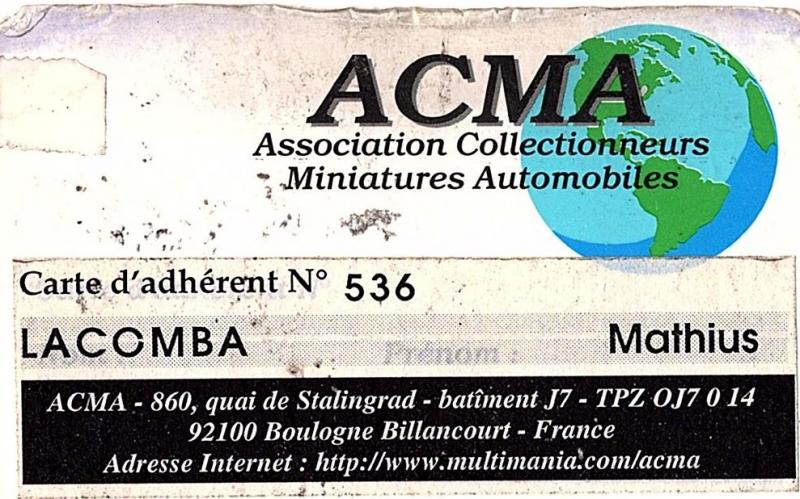 ACMA
Association Collectionneurs
Miniatures Automobiles
Carte d'adhérent N° 536
LACOMBA Mathius
Prénom :
ACMA - 860, quai de Stalingrad - batîment J7 - TPZ OJ7 0 14
92100 Boulogne Billancourt - France
Adresse Internet : http://www.multimania.com/acma